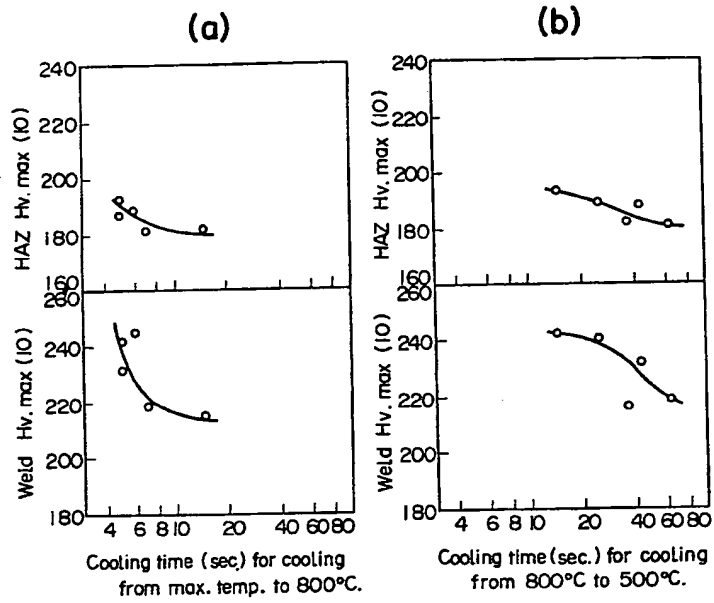 (a)
(b)
HAZ Hv. max (10)
240
220
200
180
160
Weld Hv. max (10)
260
240
220
200
180
4 6 8 10 20 40 60 80
Cooling time (sec,) for cooling
from max. temp. to 800°C.
HAZ Hv. max (10)
240
220
200
180
160
Weld Hv. max (10)
260
240
220
200
180
4 6 8 10 20 40 60 80
Cooling time (sec.) for cooling
from 800°C to 500°C.